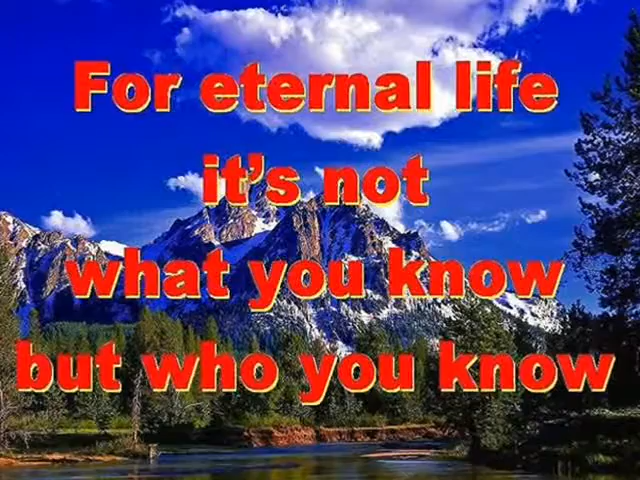 For eternal life
it's not
what you know
but who you know